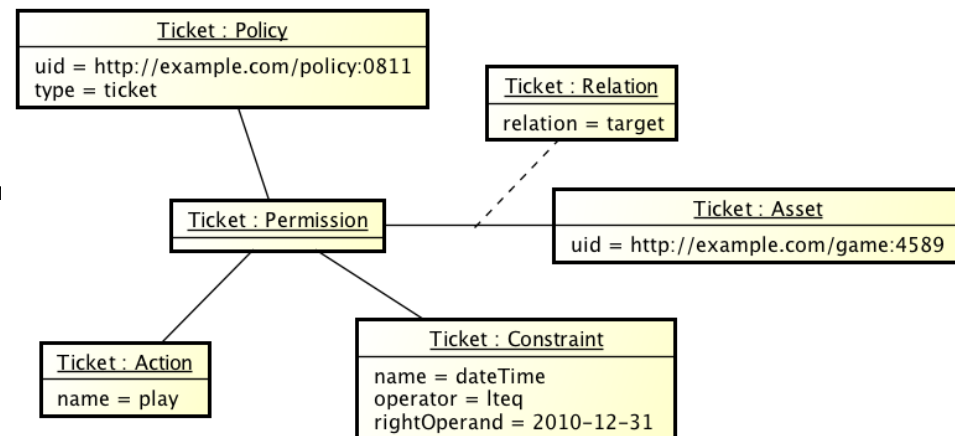 Ticket : Policy
uid = http://example.com/policy:0811
type = ticket
Ticket : Relation
relation = target
Ticket : Permission
Ticket : Asset
uid = http://example.com/game:4589
Ticket : Action
name = play
Ticket : Constraint
name = dateTime
operator = lteq
rightOperand = 2010-12-31